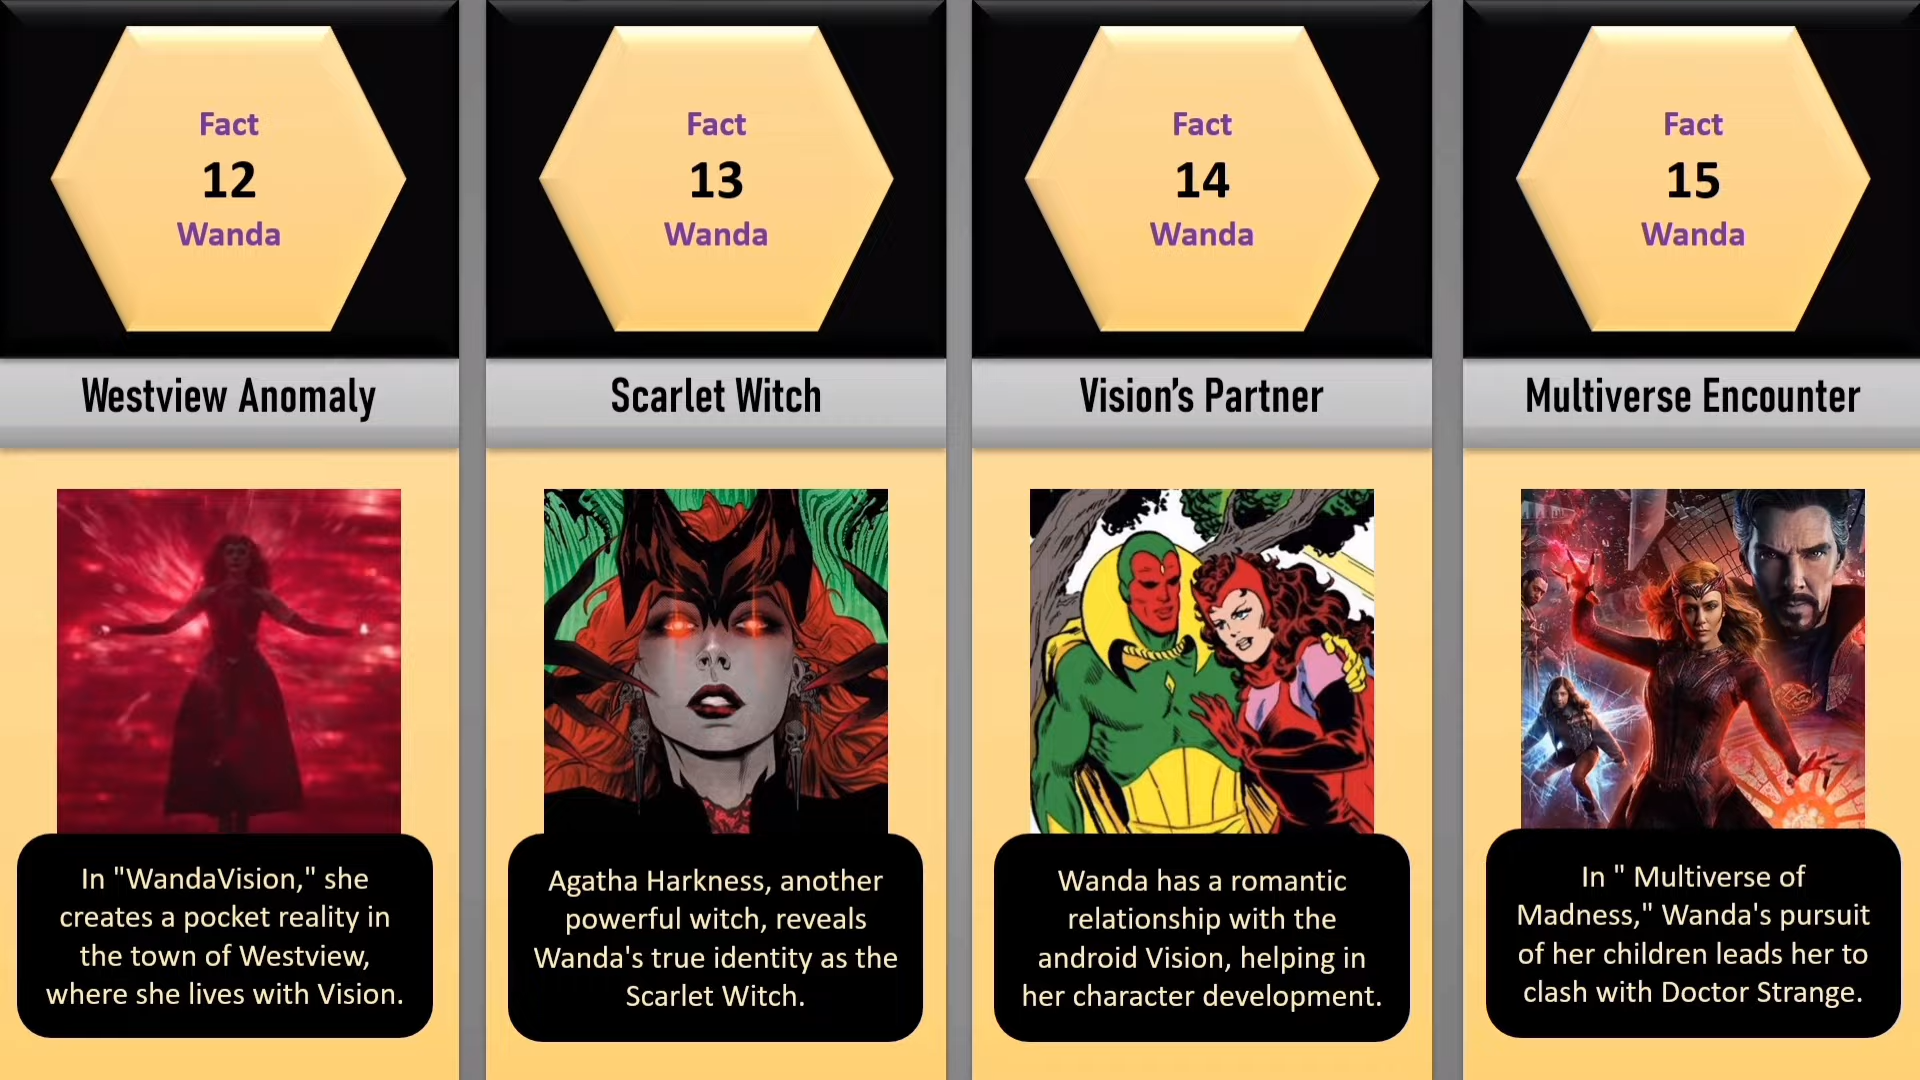 Fact
12
Wanda
Westview Anomaly
In "WandaVision," she
creates a pocket reality in
the town of Westview,
where she lives with Vision.
Fact
13
Wanda
Scarlet Witch
Agatha Harkness, another
powerful witch, reveals
Wanda's true identity as the
Scarlet Witch.
Fact
14
Wanda
Vision’s Partner
Wanda has a romantic
relationship with the
android Vision, helping in
her character development.
Fact
15
Wanda
Multiverse Encounter
In " Multiverse of
Madness," Wanda's pursuit
of her children leads her to
clash with Doctor Strange.